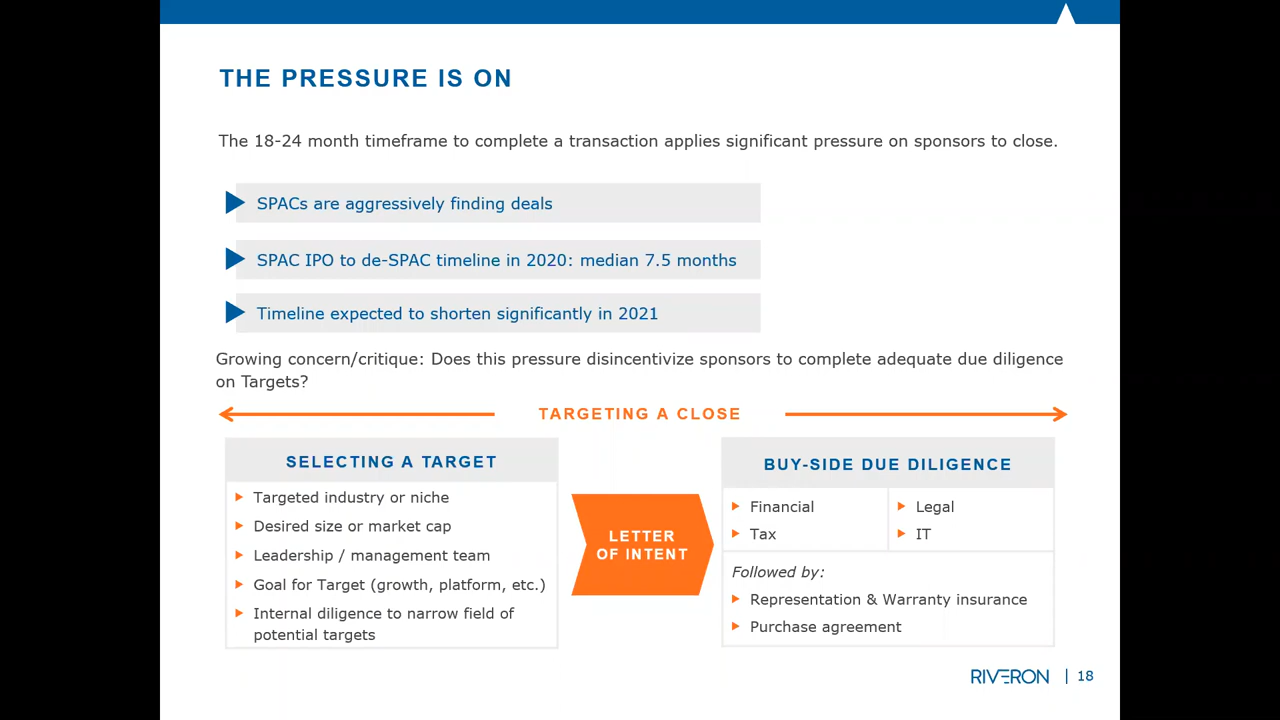 THE PRESSURE IS ON
The 18-24 month timeframe to complete a transaction applies significant pressure on sponsors to close.
SPACs are aggressively finding deals
SPAC IPO to de-SPAC timeline in 2020: median 7.5 months
Timeline expected to shorten significantly in 2021
Growing concern/critique: Does this pressure disincentivize sponsors to complete adequate due diligence
on Targets?
TARGETING A CLOSE
SELECTING A TARGET
Targeted industry or niche
Desired size or market cap
Leadership / management team
Goal for Target (growth, platform, etc.)
Internal diligence to narrow field of
potential targets
LETTER
OF INTENT
BUY-SIDE DUE DILIGENCE
Financial
Tax
Legal
IT
Followed by:
Representation & Warranty insurance
Purchase agreement
RIVERON | 18